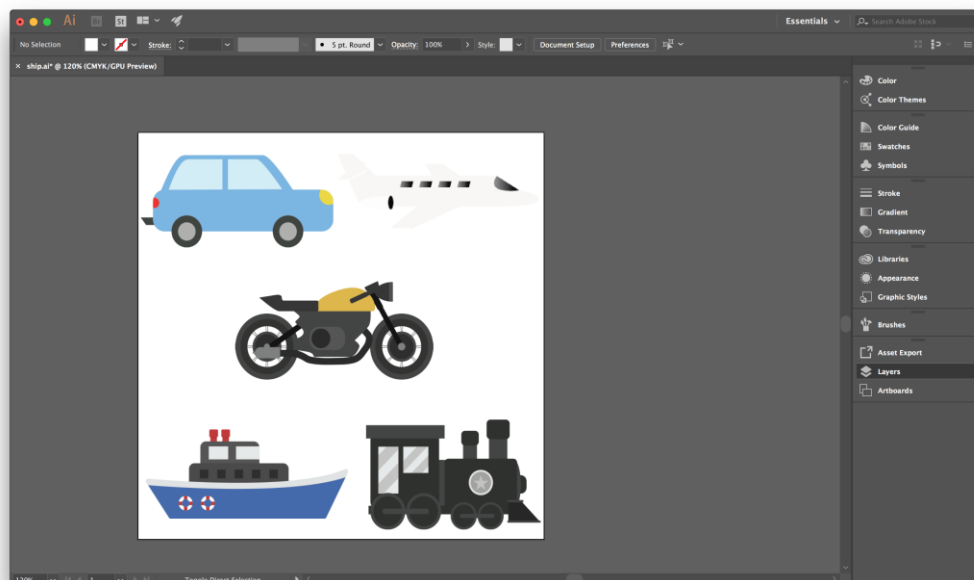 Ai Br St Essentials Search Adobe Stock
No Selection Stroke: 5 pt. Round Opacity: 100% Style: Document Setup Preferences
× ship.ai* @ 120% (CMYK/GPU Preview)
Color
Color Themes
Color Guide
Swatches
Symbols
Stroke
Gradient
Transparency
Libraries
Appearance
Graphic Styles
Brushes
Asset Export
Layers
Artboards
120% 1 Toggle Direct Selection